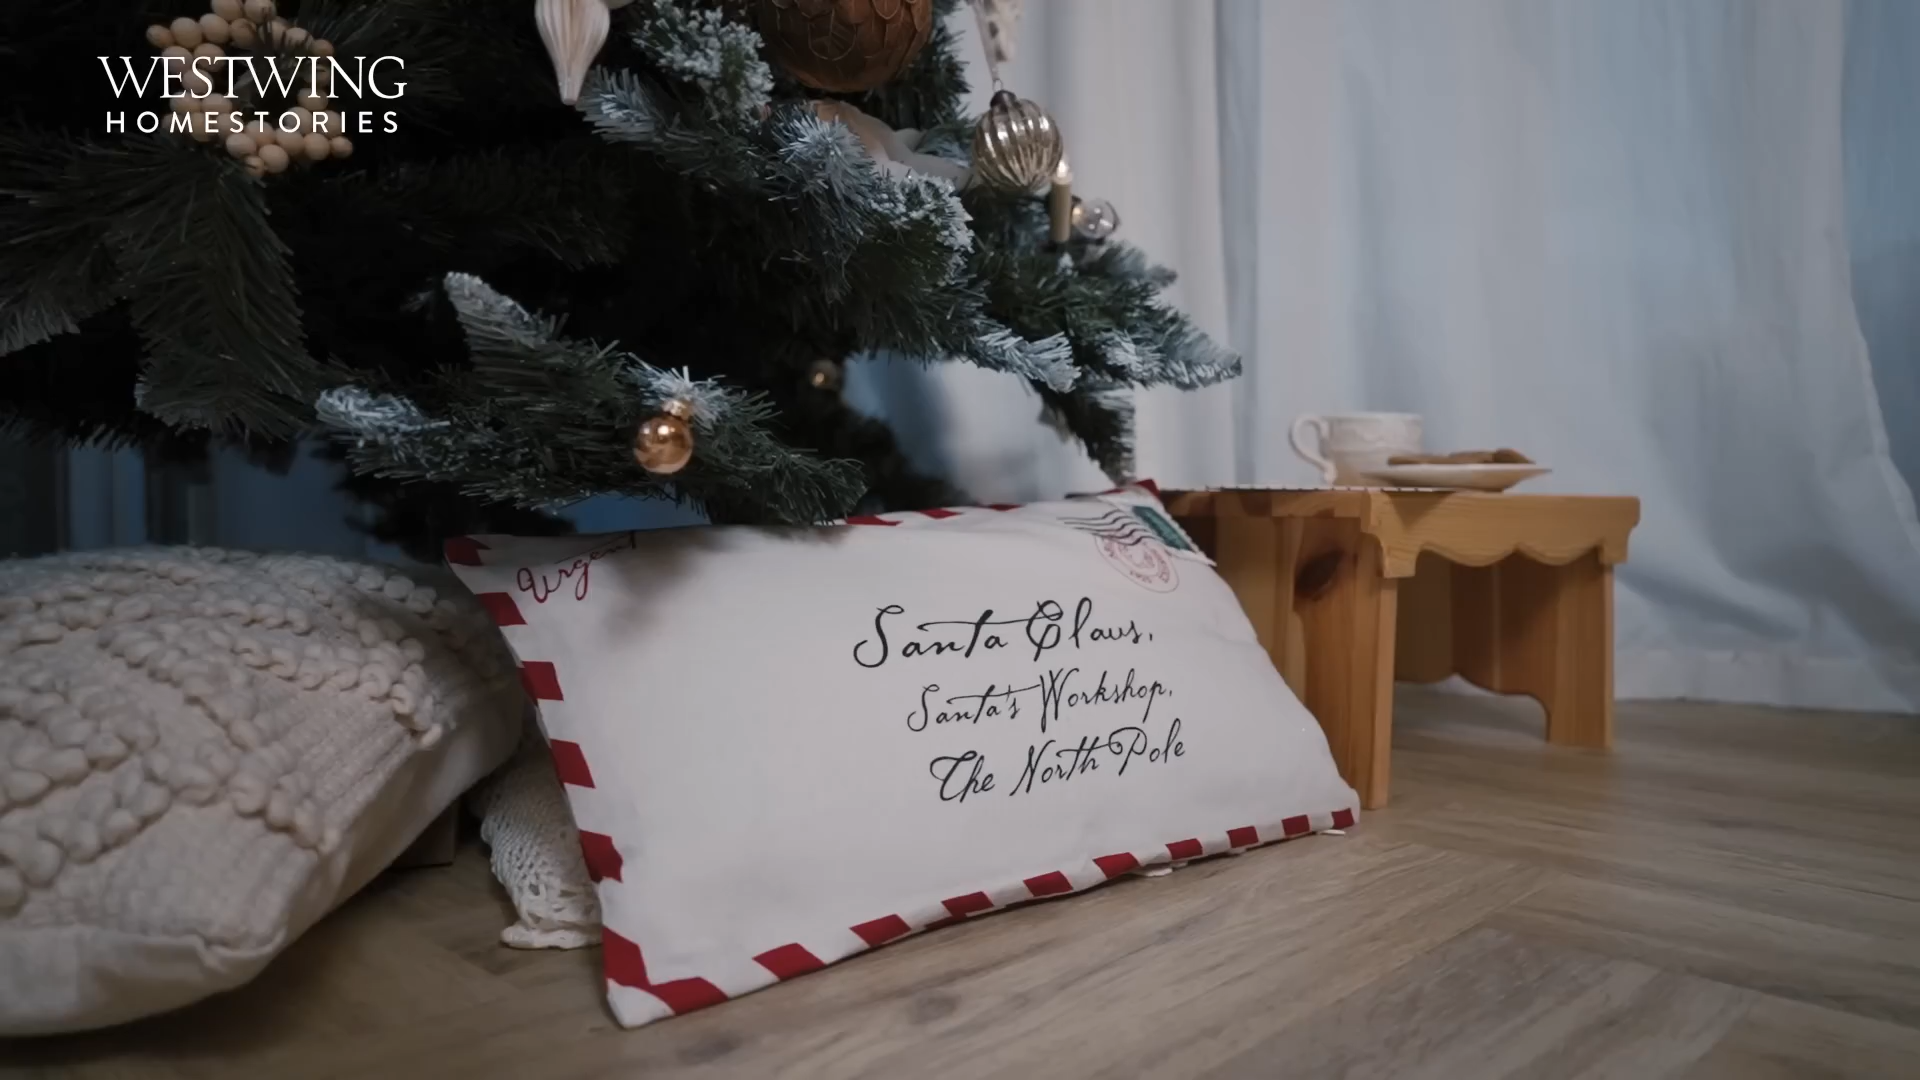 WESTWING
HOMESTORIES
Urgent
Santa Claus,
Santa's Workshop,
The North Pole